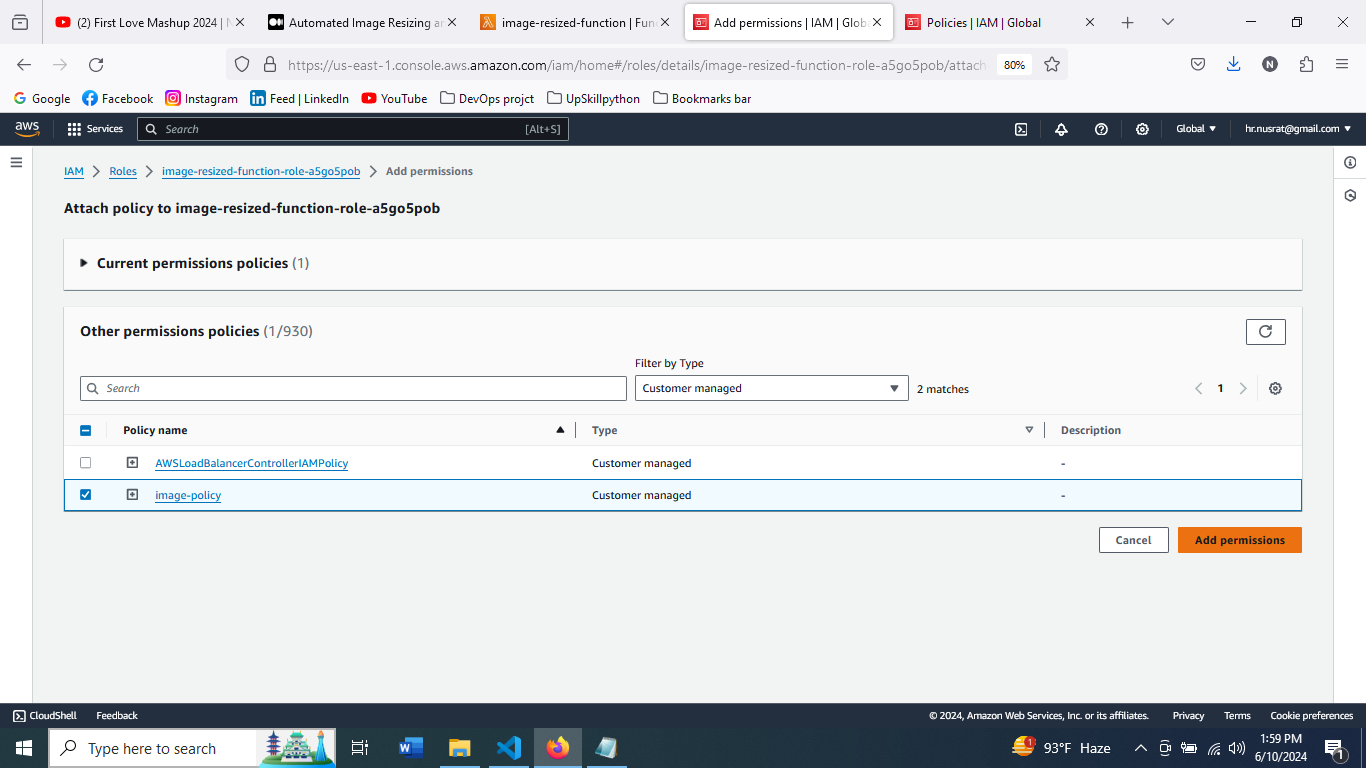 (2) First Love Mashup 2024 | N
Automated Image Resizing an
image-resized-function | Func
Add permissions | IAM | Globa
Policies | IAM | Global
https://us-east-1.console.aws.amazon.com/iam/home#/roles/details/image-resized-function-role-a5go5pob/attach
80%
N
Google
Facebook
Instagram
Feed | LinkedIn
YouTube
DevOps projct
UpSkillpython
Bookmarks bar
aws
Services
Search
[Alt+S]
Global
hr.nusrat@gmail.com
IAM
Roles
image-resized-function-role-a5go5pob
Add permissions
Attach policy to image-resized-function-role-a5go5pob
Current permissions policies (1)
Other permissions policies (1/930)
Filter by Type
Search
Customer managed
2 matches
1
Policy name
Type
Description
AWSLoadBalancerControllerIAMPolicy
Customer managed
-
image-policy
Customer managed
-
Cancel
Add permissions
CloudShell
Feedback
© 2024, Amazon Web Services, Inc. or its affiliates.
Privacy
Terms
Cookie preferences
Type here to search
1
93°F Haze
1:59 PM
6/10/2024
1